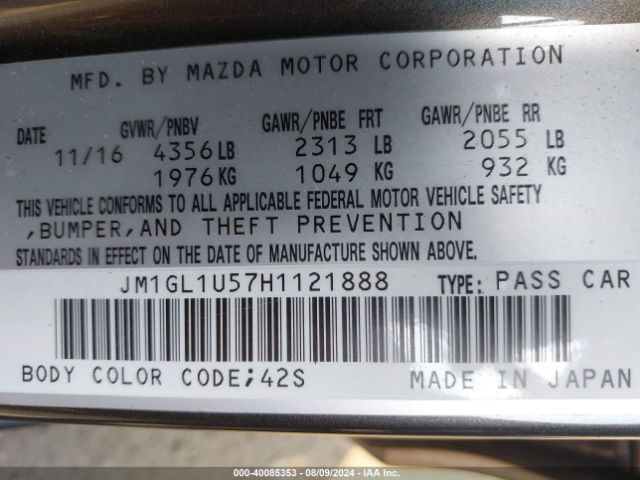 MFD. BY MAZDA MOTOR CORPORATION
DATE GVWR/PNBV GAWR/PNBE FRT GAWR/PNBE RR
11/16 4356LB 2313 LB 2055 LB
1976KG 1049 KG 932 KG
THIS VEHICLE CONFORMS TO ALL APPLICABLE FEDERAL MOTOR VEHICLE SAFETY
,BUMPER,AND THEFT PREVENTION
STANDARDS IN EFFECT ON THE DATE OF MANUFACTURE SHOWN ABOVE.
JM1GL1U57H1121888 TYPE: PASS CAR
BODY COLOR CODE;42S MADE IN JAPAN
000-40085353 — 08/09/2024 — IAA Inc.